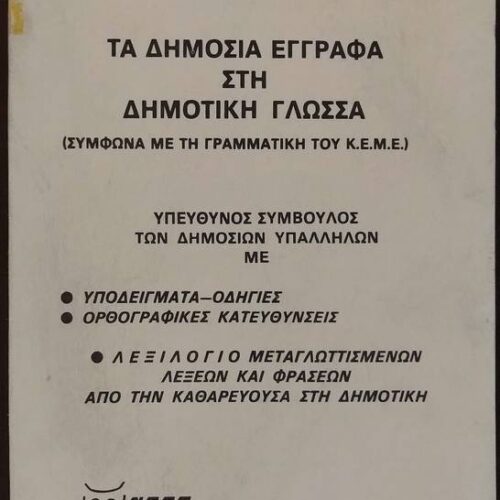 ΤΑ ΔΗΜΟΣΙΑ ΕΓΓΡΑΦΑ
ΣΤΗ
ΔΗΜΟΤΙΚΗ ΓΛΩΣΣΑ
(ΣΥΜΦΩΝΑ ΜΕ ΤΗ ΓΡΑΜΜΑΤΙΚΗ ΤΟΥ Κ.Ε.Μ.Ε.)
ΥΠΕΥΘΥΝΟΣ ΣΥΜΒΟΥΛΟΣ
ΤΩΝ ΔΗΜΟΣΙΩΝ ΥΠΑΛΛΗΛΩΝ
ΜΕ
● ΥΠΟΔΕΙΓΜΑΤΑ—ΟΔΗΓΙΕΣ
● ΟΡΘΟΓΡΑΦΙΚΕΣ ΚΑΤΕΥΘΥΝΣΕΙΣ
● ΛΕΞΙΛΟΓΙΟ ΜΕΤΑΓΛΩΤΤΙΣΜΕΝΩΝ
ΛΕΞΕΩΝ ΚΑΙ ΦΡΑΣΕΩΝ
ΑΠΟ ΤΗΝ ΚΑΘΑΡΕΥΟΥΣΑ ΣΤΗ ΔΗΜΟΤΙΚΗ